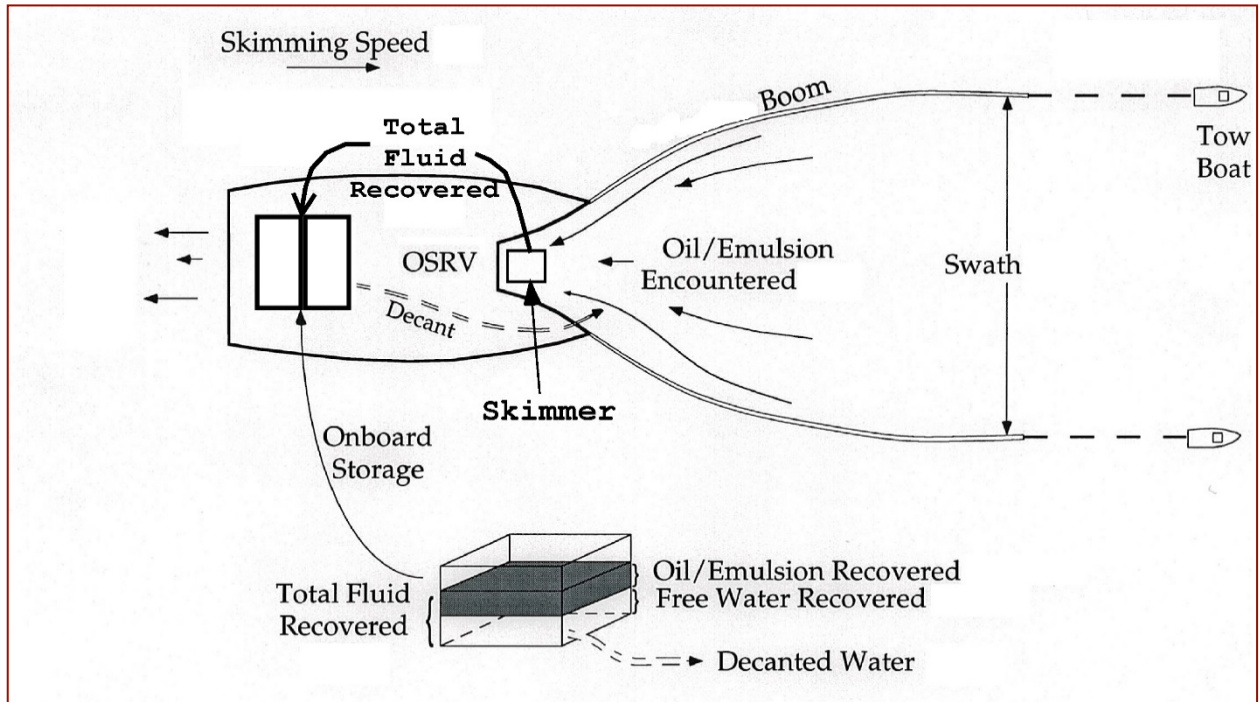 Skimming Speed
Total
Fluid
Recovered
Boom
Tow
Boat
OSRV
Oil/Emulsion
Encountered
Swath
Decant
Skimmer
Onboard
Storage
Total Fluid
Recovered
Oil/Emulsion Recovered
Free Water Recovered
Decanted Water